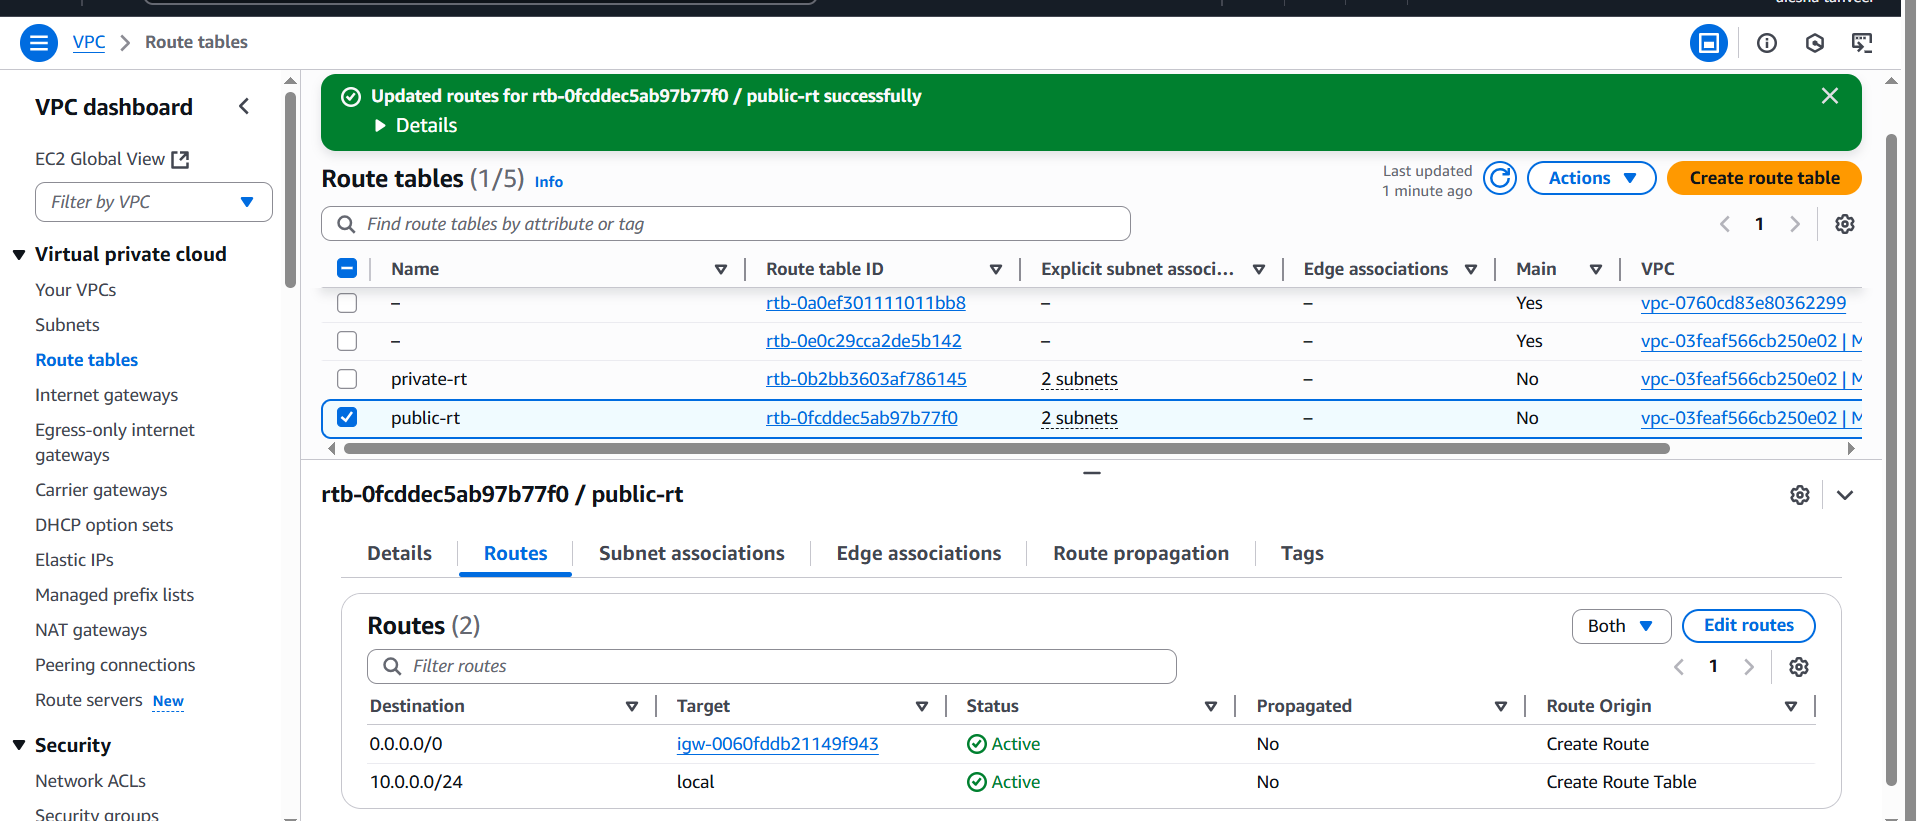 VPC > Route tables
VPC dashboard
EC2 Global View
Filter by VPC
Virtual private cloud
Your VPCs
Subnets
Route tables
Internet gateways
Egress-only internet
gateways
Carrier gateways
DHCP option sets
Elastic IPs
Managed prefix lists
NAT gateways
Peering connections
Route servers New
Security
Network ACLs
Security groups
Updated routes for rtb-0fcddec5ab97b77f0 / public-rt successfully
Details
Route tables (1/5) Info
Last updated
1 minute ago
Actions
Create route table
Find route tables by attribute or tag
1
Name Route table ID Explicit subnet associ... Edge associations Main VPC
– rtb-0a0ef301111011bb8 – – Yes vpc-0760cd83e80362299
– rtb-0e0c29cca2de5b142 – – Yes vpc-03feaf566cb250e02 | M
private-rt rtb-0b2bb3603af786145 2 subnets – No vpc-03feaf566cb250e02 | M
public-rt rtb-0fcddec5ab97b77f0 2 subnets – No vpc-03feaf566cb250e02 | M
rtb-0fcddec5ab97b77f0 / public-rt
Details Routes Subnet associations Edge associations Route propagation Tags
Routes (2)
Both
Edit routes
Filter routes
1
Destination Target Status Propagated Route Origin
0.0.0.0/0 igw-0060fddb21149f943 Active No Create Route
10.0.0.0/24 local Active No Create Route Table